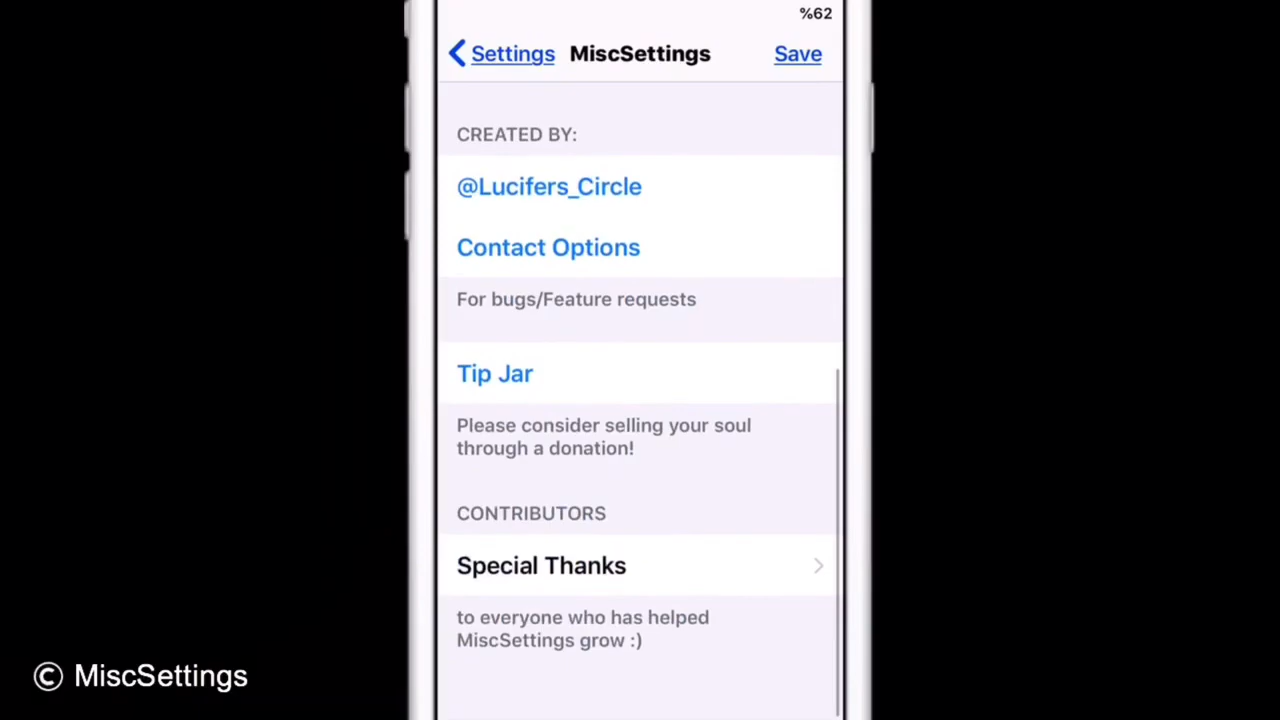 %62
Settings MiscSettings Save
CREATED BY:
@Lucifers_Circle
Contact Options
For bugs/Feature requests
Tip Jar
Please consider selling your soul
through a donation!
CONTRIBUTORS
Special Thanks
to everyone who has helped
MiscSettings grow :)
© MiscSettings